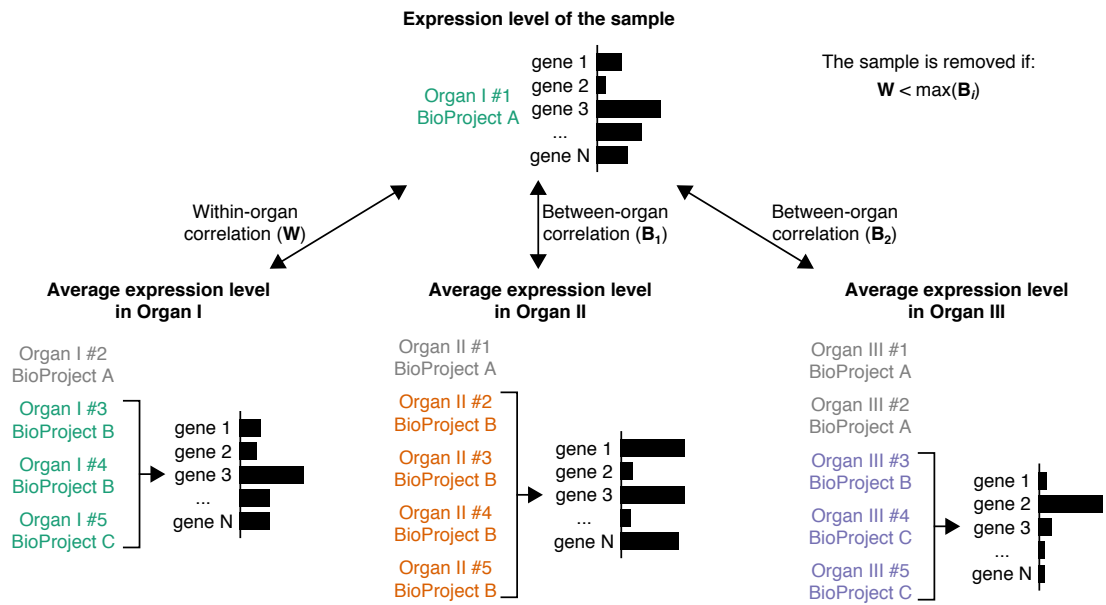 Expression level of the sample
Organ I #1
BioProject A
gene 1
gene 2
gene 3
...
gene N
The sample is removed if:
W < max(Bi)
Within-organ
correlation (W)
Between-organ
correlation (B1)
Between-organ
correlation (B2)
Average expression level
in Organ I
Organ I #2
BioProject A
Organ I #3
BioProject B
Organ I #4
BioProject B
Organ I #5
BioProject C
gene 1
gene 2
gene 3
...
gene N
Average expression level
in Organ II
Organ II #1
BioProject A
Organ II #2
BioProject B
Organ II #3
BioProject B
Organ II #4
BioProject B
Organ II #5
BioProject B
gene 1
gene 2
gene 3
...
gene N
Average expression level
in Organ III
Organ III #1
BioProject A
Organ III #2
BioProject A
Organ III #3
BioProject B
Organ III #4
BioProject C
Organ III #5
BioProject C
gene 1
gene 2
gene 3
...
gene N